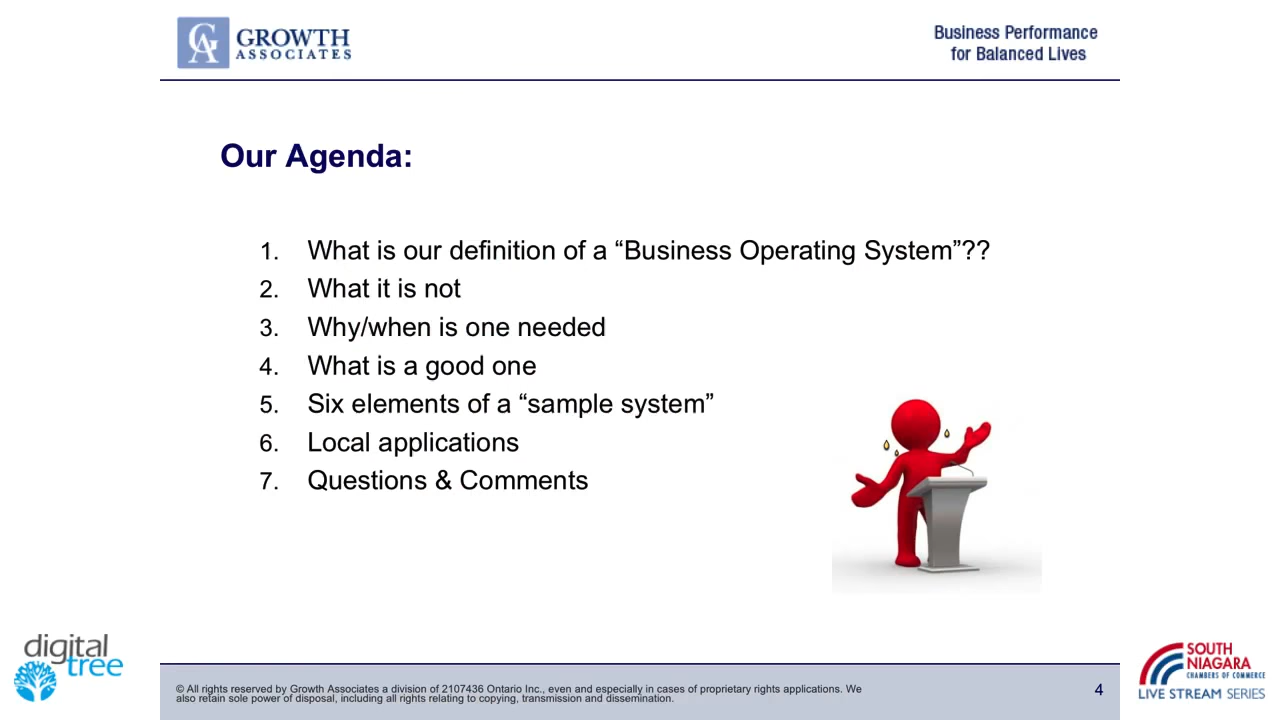 GA GROWTH
ASSOCIATES
Business Performance
for Balanced Lives
Our Agenda:
1. What is our definition of a “Business Operating System”??
2. What it is not
3. Why/when is one needed
4. What is a good one
5. Six elements of a “sample system”
6. Local applications
7. Questions & Comments
digital
tree
© All rights reserved by Growth Associates a division of 2107436 Ontario Inc., even and especially in cases of proprietary rights applications. We
also retain sole power of disposal, including all rights relating to copying, transmission and dissemination.
4
SOUTH
NIAGARA
CHAMBERS OF COMMERCE
LIVE STREAM SERIES